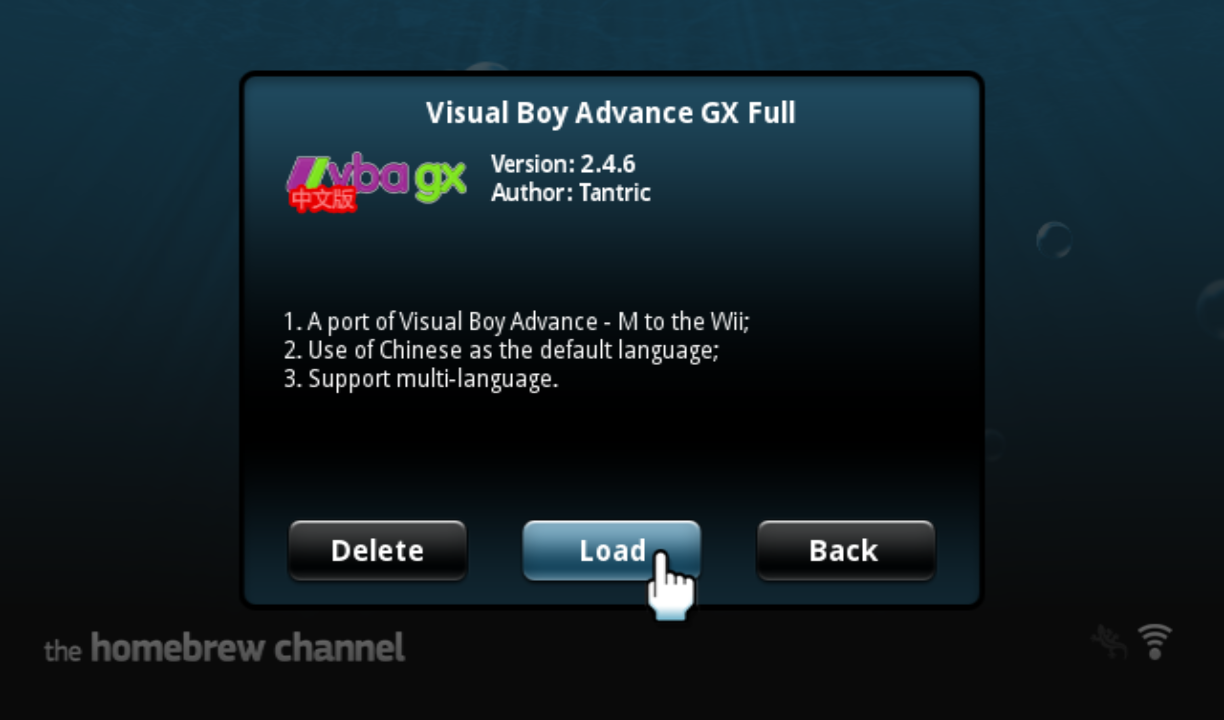 Visual Boy Advance GX Full
vba gx
中文版
Version: 2.4.6
Author: Tantric
1. A port of Visual Boy Advance - M to the Wii;
2. Use of Chinese as the default language;
3. Support multi-language.
Delete
Load
Back
the homebrew channel